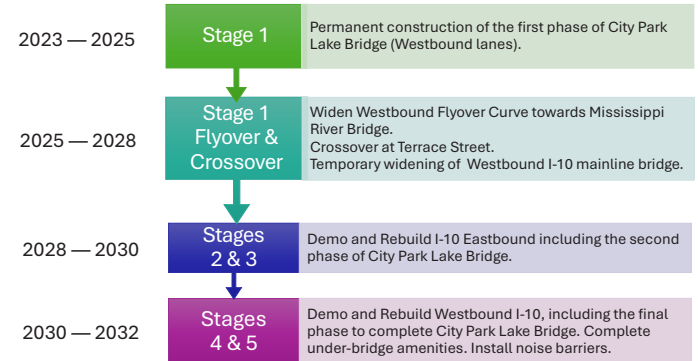 2023 — 2025
Stage 1
Permanent construction of the first phase of City Park
Lake Bridge (Westbound lanes).
2025 — 2028
Stage 1
Flyover &
Crossover
Widen Westbound Flyover Curve towards Mississippi
River Bridge.
Crossover at Terrace Street.
Temporary widening of Westbound I-10 mainline bridge.
2028 — 2030
Stages
2 & 3
Demo and Rebuild I-10 Eastbound including the second
phase of City Park Lake Bridge.
2030 — 2032
Stages
4 & 5
Demo and Rebuild Westbound I-10, including the final
phase to complete City Park Lake Bridge. Complete
under-bridge amenities. Install noise barriers.